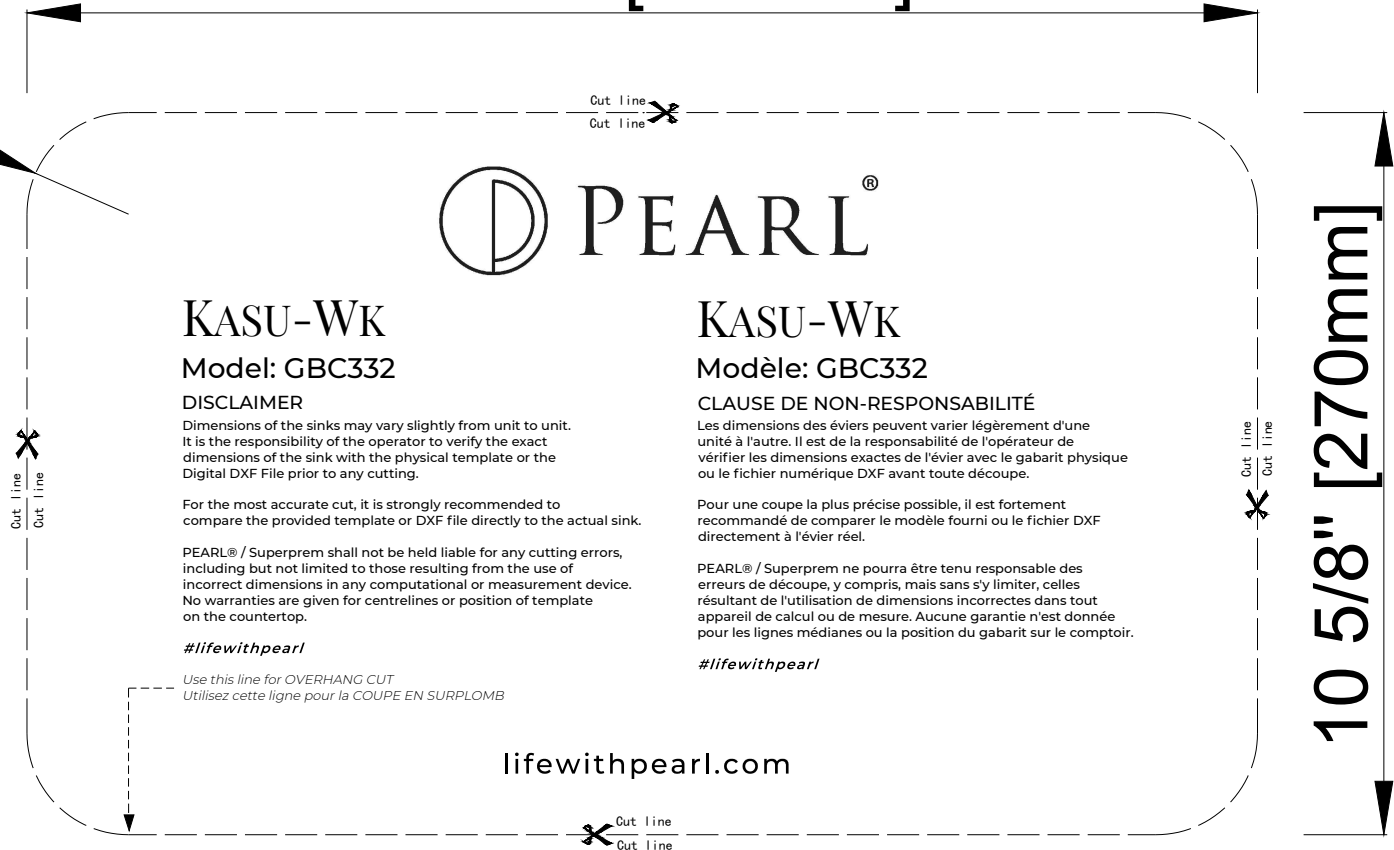 Cut line
Cut line
PEARL®
KASU-WK
Model: GBC332
DISCLAIMER
Dimensions of the sinks may vary slightly from unit to unit.
It is the responsibility of the operator to verify the exact
dimensions of the sink with the physical template or the
Digital DXF File prior to any cutting.
For the most accurate cut, it is strongly recommended to
compare the provided template or DXF file directly to the actual sink.
PEARL® / Superprem shall not be held liable for any cutting errors,
including but not limited to those resulting from the use of
incorrect dimensions in any computational or measurement device.
No warranties are given for centrelines or position of template
on the countertop.
#lifewithpearl
Use this line for OVERHANG CUT
Utilisez cette ligne pour la COUPE EN SURPLOMB
KASU-WK
Modèle: GBC332
CLAUSE DE NON-RESPONSABILITÉ
Les dimensions des éviers peuvent varier légèrement d'une
unité à l'autre. Il est de la responsabilité de l'opérateur de
vérifier les dimensions exactes de l'évier avec le gabarit physique
ou le fichier numérique DXF avant toute découpe.
Pour une coupe la plus précise possible, il est fortement
recommandé de comparer le modèle fourni ou le fichier DXF
directement à l'évier réel.
PEARL® / Superprem ne pourra être tenu responsable des
erreurs de découpe, y compris, mais sans s'y limiter, celles
résultant de l'utilisation de dimensions incorrectes dans tout
appareil de calcul ou de mesure. Aucune garantie n'est donnée
pour les lignes médianes ou la position du gabarit sur le comptoir.
#lifewithpearl
lifewithpearl.com
Cut line
Cut line
Cut line
Cut line
Cut line
Cut line
10 5/8" [270mm]